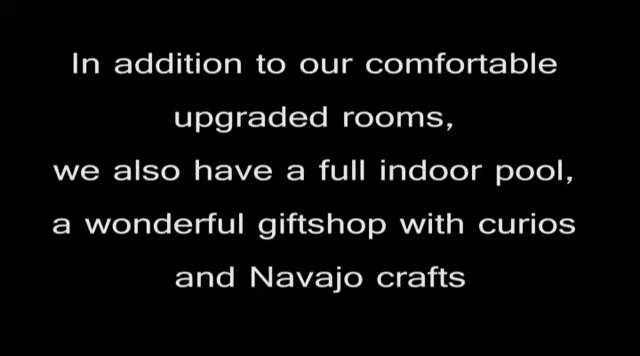 In addition to our comfortable
upgraded rooms,
we also have a full indoor pool,
a wonderful giftshop with curios
and Navajo crafts